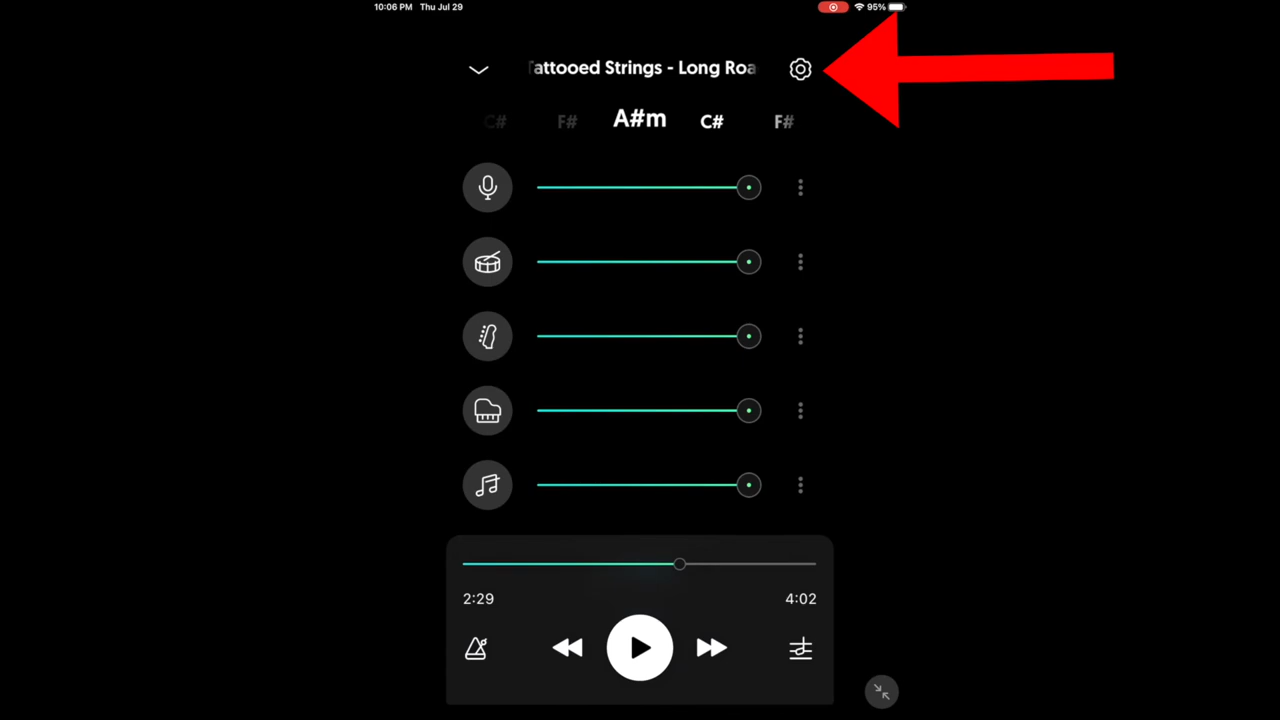 10:06 PM Thu Jul 29 95%
Tattooed Strings - Long Roa
C# F# A#m C# F#
2:29 4:02